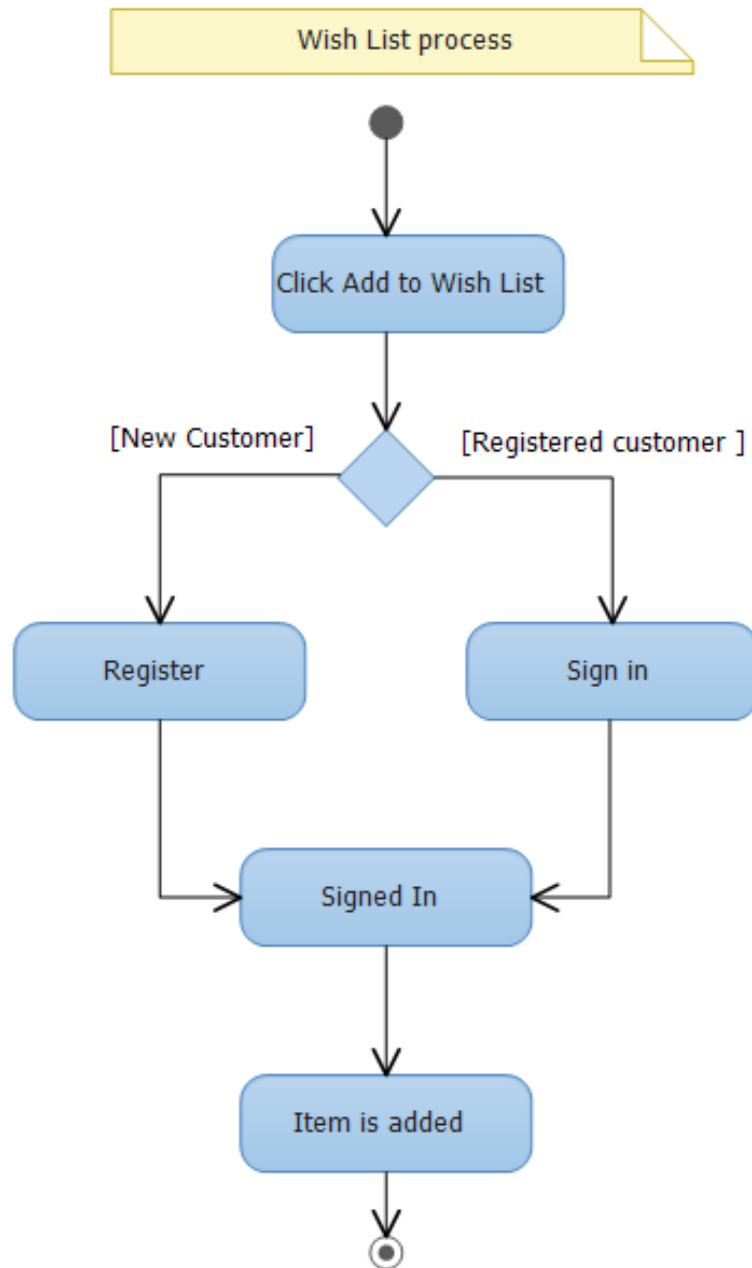 Wish List process
Click Add to Wish List
[New Customer]
[Registered customer ]
Register
Sign in
Signed In
Item is added